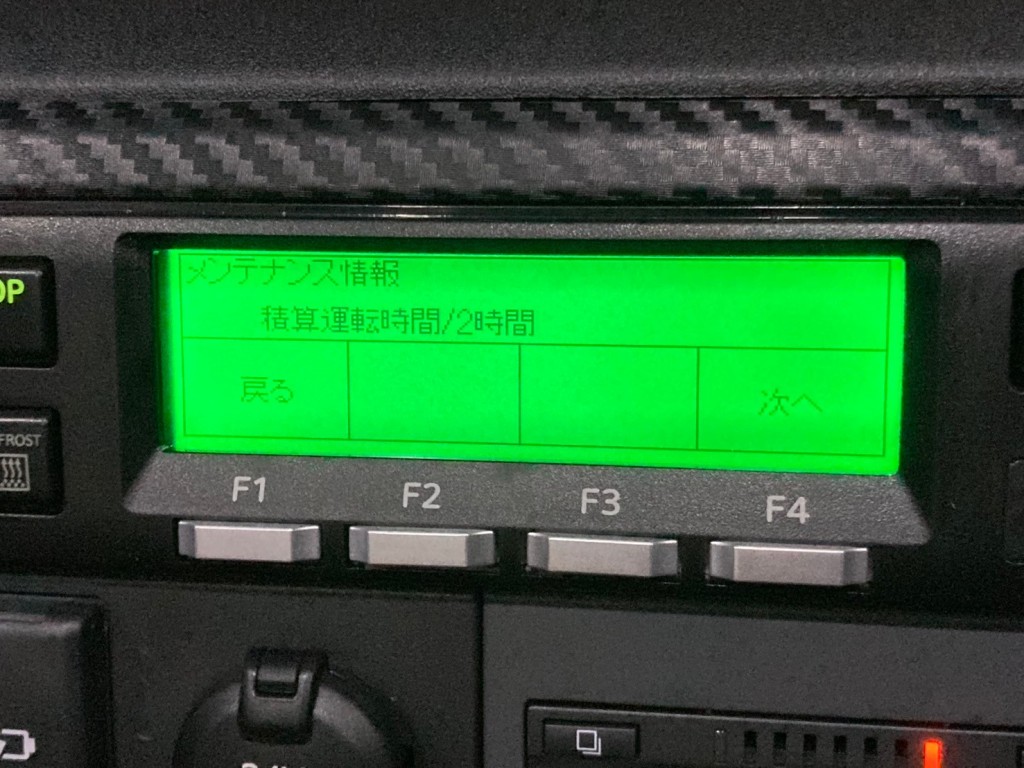 メンテナンス情報
積算運転時間/2時間
戻る 次へ
OP
FROST
F1 F2 F3 F4